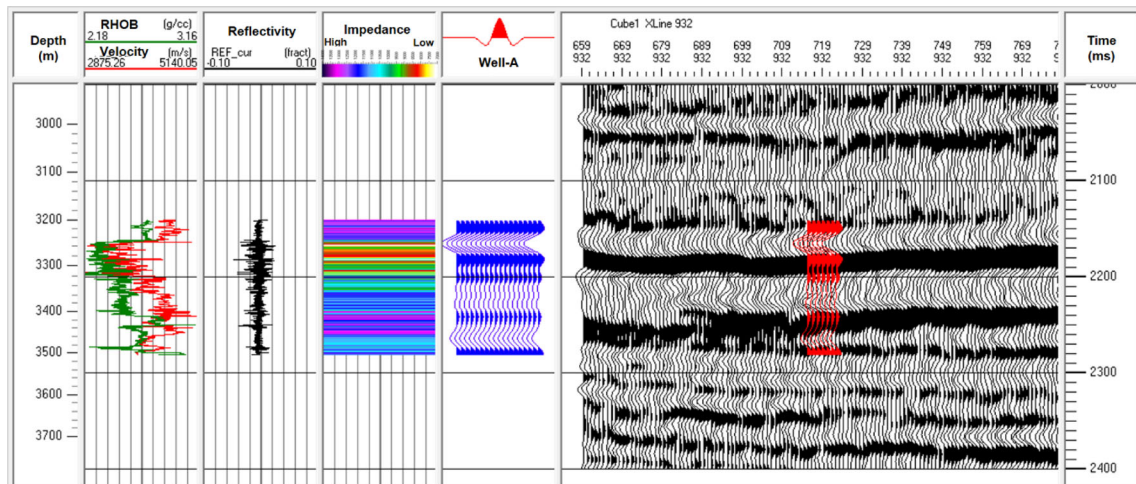 Cube1 XLine 932
RHOB (g/cc)
2.18 3.16
Velocity (m/s)
2875.26 5140.05
Depth
(m)
Reflectivity
REF_cur (fract)
-0.10 0.10
Impedance
High Low
Well-A
659 669 679 689 699 709 719 729 739 749 759 769 7
932 932 932 932 932 932 932 932 932 932 932 932 9
Time
(ms)
3000
3100
3200
3300
3400
3500
3600
3700
2100
2200
2300
2400